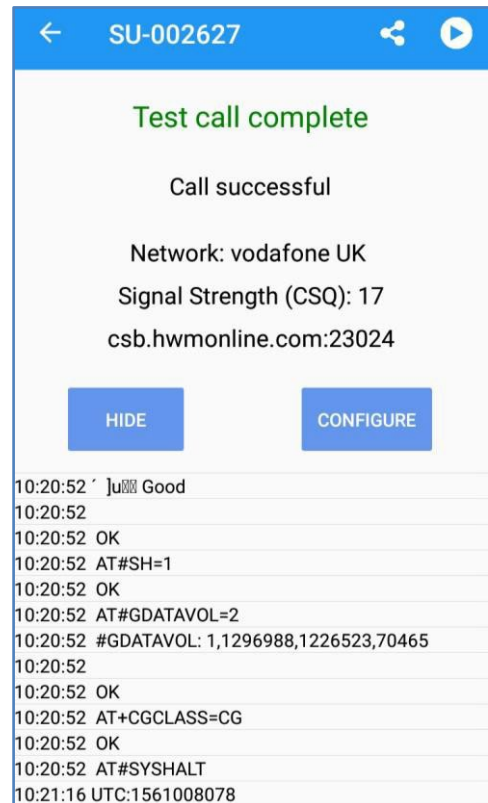 SU-002627
Test call complete
Call successful
Network: vodafone UK
Signal Strength (CSQ): 17
csb.hwmonline.com:23024
HIDE
CONFIGURE
10:20:52 ´ ]u Good
10:20:52
10:20:52 OK
10:20:52 AT#SH=1
10:20:52 OK
10:20:52 AT#GDATAVOL=2
10:20:52 #GDATAVOL: 1,1296988,1226523,70465
10:20:52
10:20:52 OK
10:20:52 AT+CGCLASS=CG
10:20:52 OK
10:20:52 AT#SYSHALT
10:21:16 UTC:1561008078